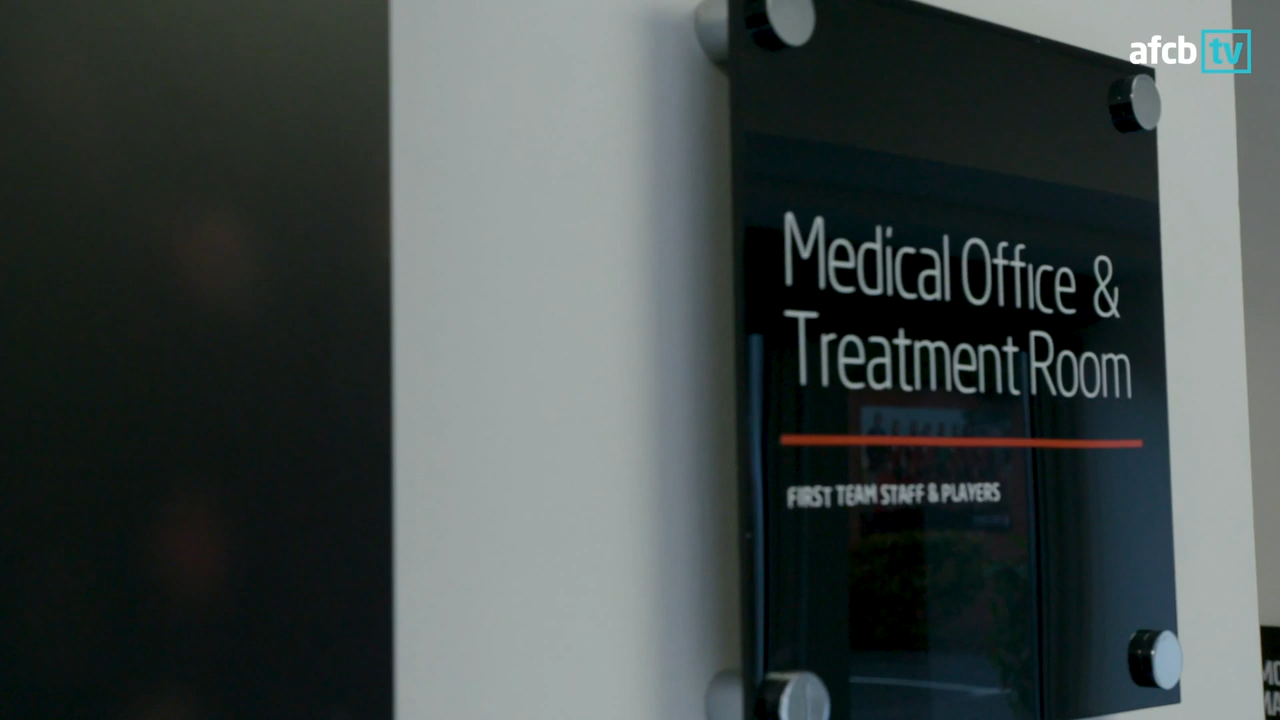 afcb tv
Medical Office &
Treatment Room
FIRST TEAM STAFF & PLAYERS